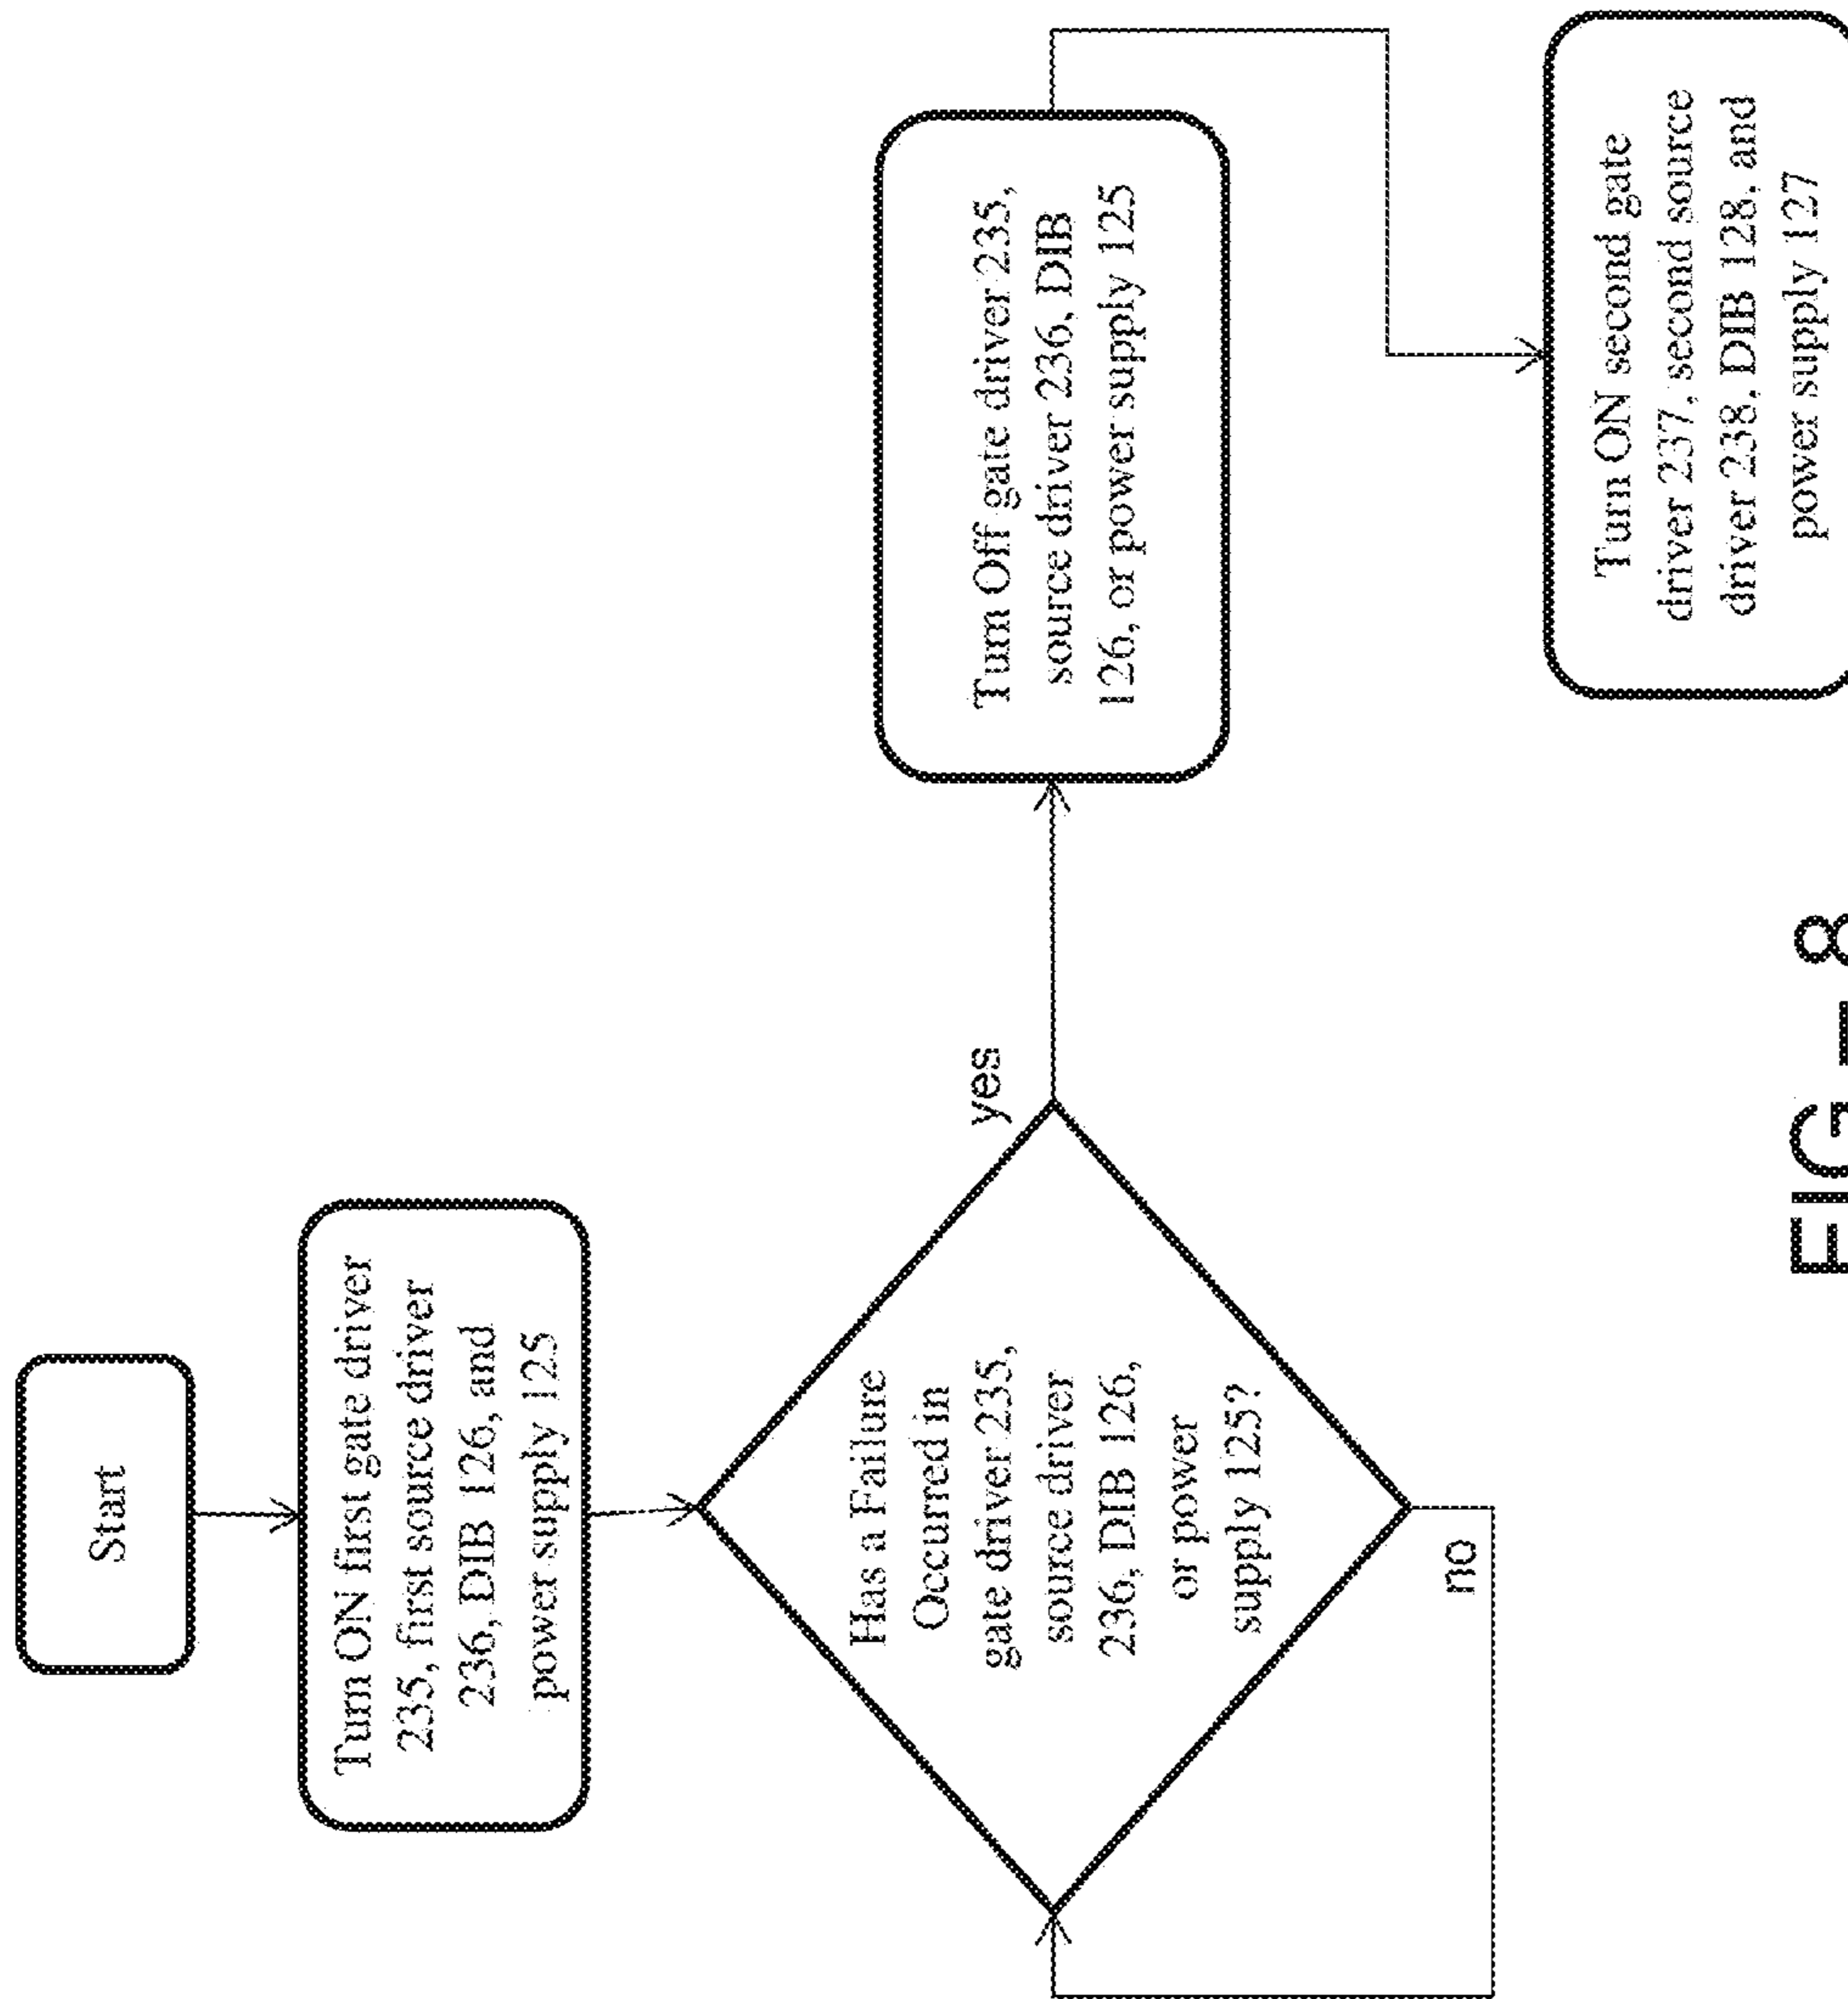 Start
Turn ON first gate driver
235, first source driver
236, DIB 126, and
power supply 125
Has a Failure
Occurred in
gate driver 235,
source driver
236, DIB 126,
or power
supply 125?
yes
no
Turn Off gate driver 235,
source driver 236, DIB
126, or power supply 125
Turn ON second gate
driver 237, second source
driver 238, DIB 128, and
power supply 127
FIG – 8